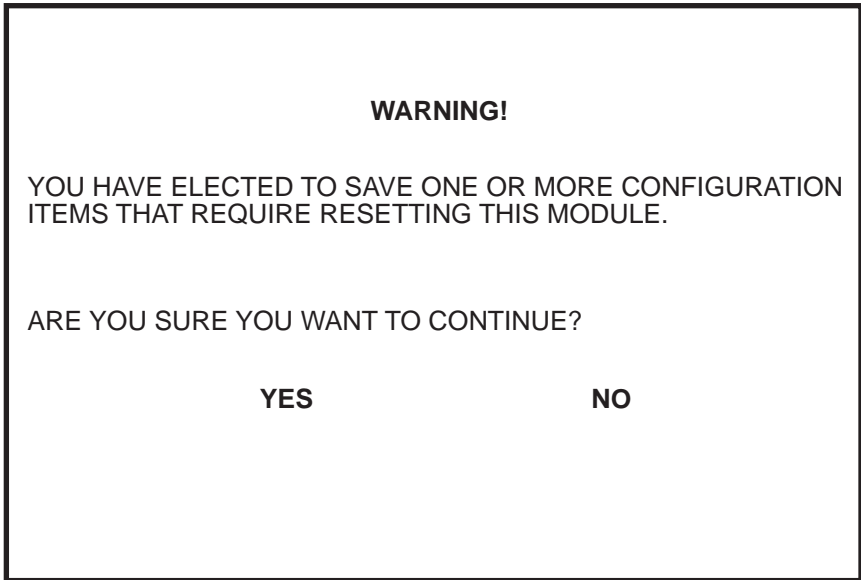 WARNING!
YOU HAVE ELECTED TO SAVE ONE OR MORE CONFIGURATION
ITEMS THAT REQUIRE RESETTING THIS MODULE.
ARE YOU SURE YOU WANT TO CONTINUE?
YES NO